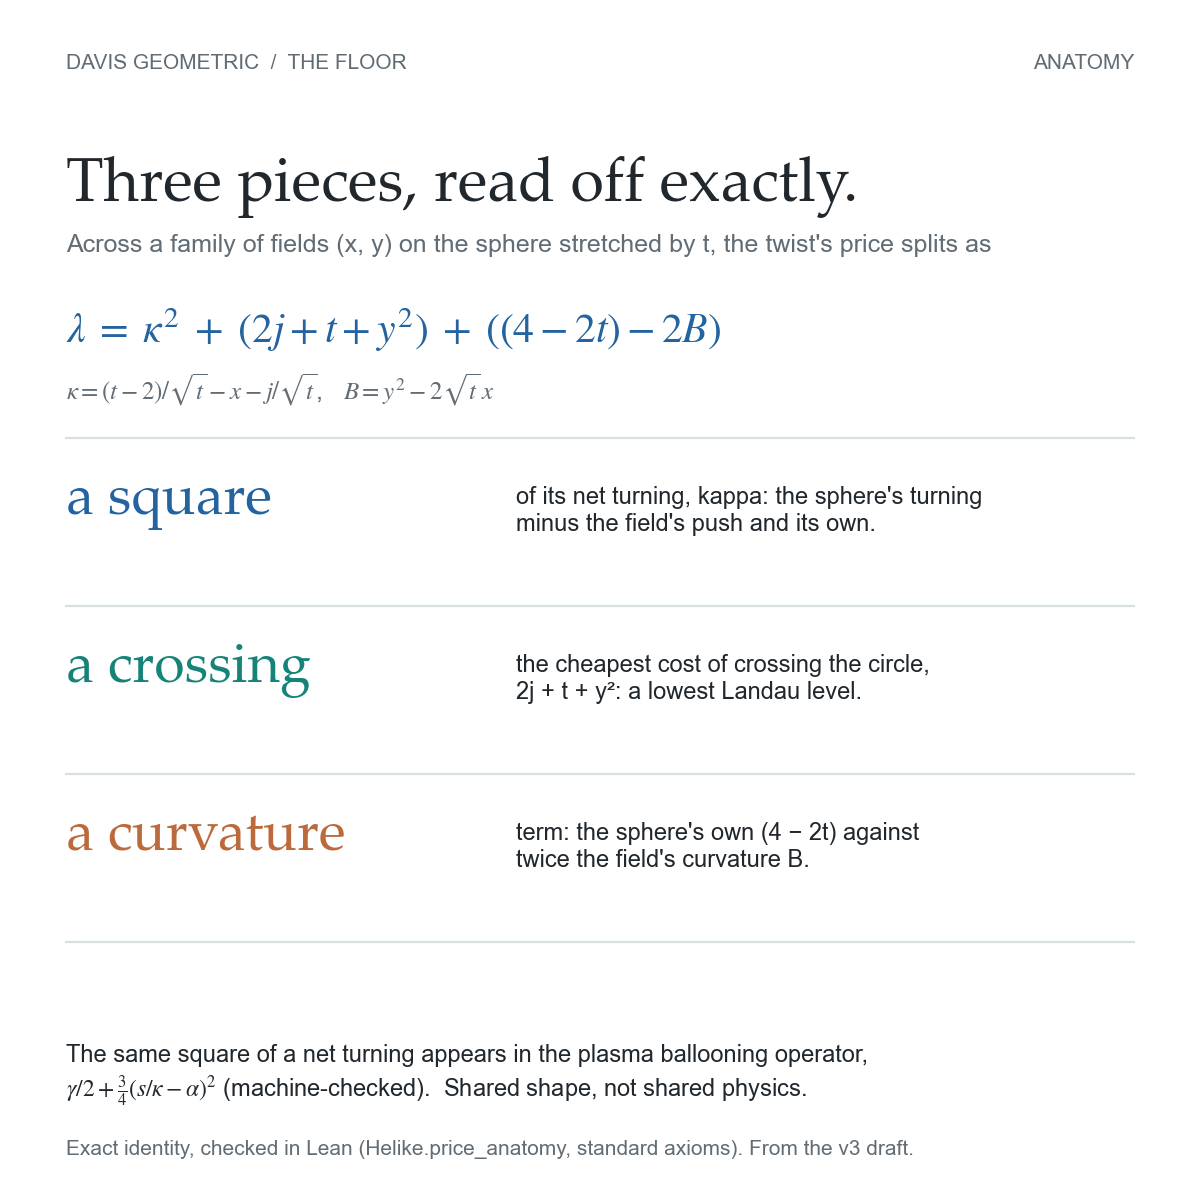 DAVIS GEOMETRIC / THE FLOOR
ANATOMY
Three pieces, read off exactly.
Across a family of fields (x, y) on the sphere stretched by t, the twist's price splits as
λ = κ² + (2j + t + y²) + ((4 − 2t) − 2B)
κ = (t − 2)/√t − x − j/√t,   B = y² − 2√t x
a square
of its net turning, kappa: the sphere's turning
minus the field's push and its own.
a crossing
the cheapest cost of crossing the circle,
2j + t + y²: a lowest Landau level.
a curvature
term: the sphere's own (4 − 2t) against
twice the field's curvature B.
The same square of a net turning appears in the plasma ballooning operator,
γ/2 + ¾(s/κ − α)² (machine-checked).  Shared shape, not shared physics.
Exact identity, checked in Lean (Helike.price_anatomy, standard axioms). From the v3 draft.